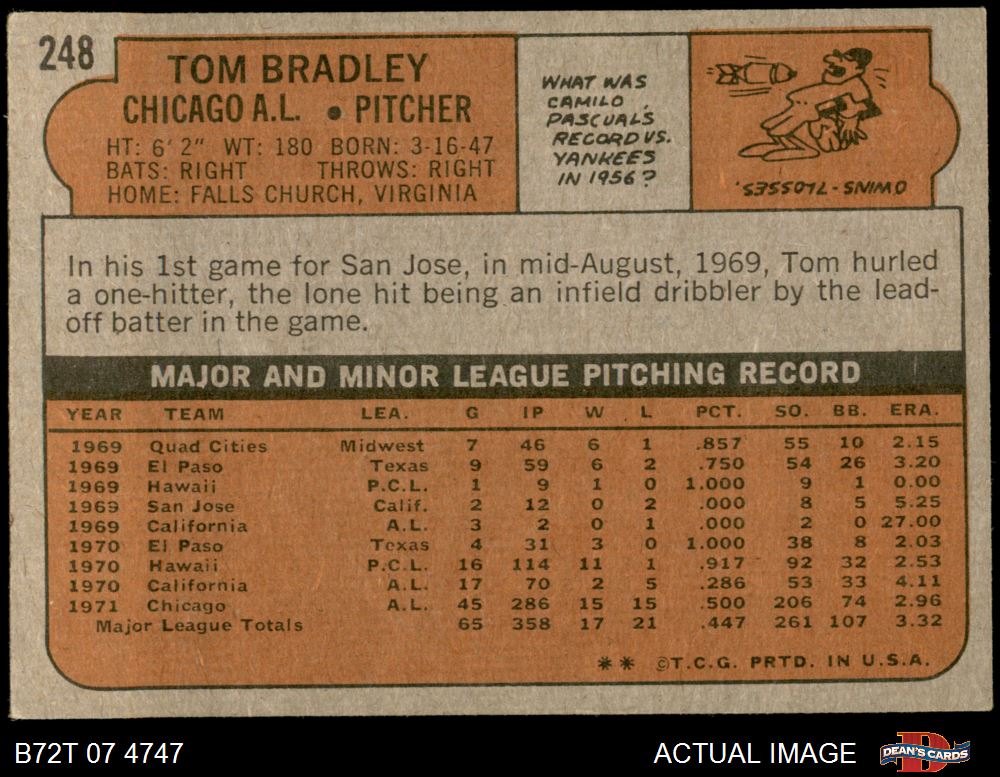 248
TOM BRADLEY
CHICAGO A.L. • PITCHER
HT: 6' 2" WT: 180 BORN: 3-16-47
BATS: RIGHT THROWS: RIGHT
HOME: FALLS CHURCH, VIRGINIA
WHAT WAS
CAMILO
PASCUAL'S
RECORD VS.
YANKEES
IN 1956?
0WINS-7LOSSES.
In his 1st game for San Jose, in mid-August, 1969, Tom hurled
a one-hitter, the lone hit being an infield dribbler by the lead-
off batter in the game.
MAJOR AND MINOR LEAGUE PITCHING RECORD
YEAR TEAM LEA. G IP W L PCT. SO. BB. ERA.
1969 Quad Cities Midwest 7 46 6 1 .857 55 10 2.15
1969 El Paso Texas 9 59 6 2 .750 54 26 3.20
1969 Hawaii P.C.L. 1 9 1 0 1.000 9 1 0.00
1969 San Jose Calif. 2 12 0 2 .000 8 5 5.25
1969 California A.L. 3 2 0 1 .000 2 0 27.00
1970 El Paso Texas 4 31 3 0 1.000 38 8 2.03
1970 Hawaii P.C.L. 16 114 11 1 .917 92 32 2.53
1970 California A.L. 17 70 2 5 .286 53 33 4.11
1971 Chicago A.L. 45 286 15 15 .500 206 74 2.96
Major League Totals 65 358 17 21 .447 261 107 3.32
** ©T.C.G. PRTD. IN U.S.A.
B72T 07 4747
ACTUAL IMAGE
DEAN'S CARDS